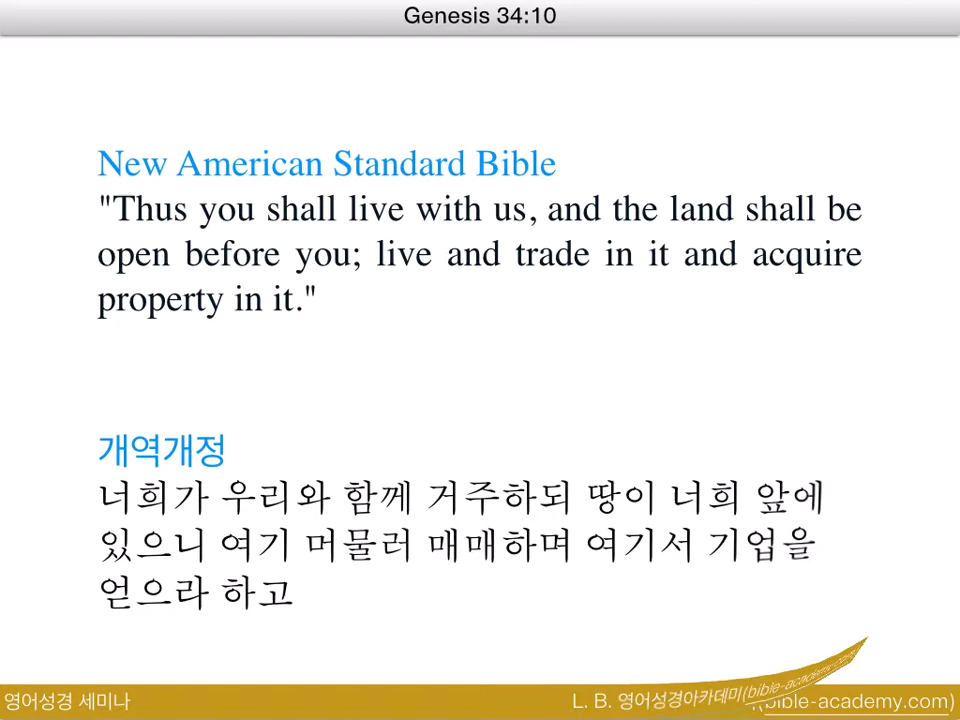 Genesis 34:10
New American Standard Bible
"Thus you shall live with us, and the land shall be
open before you; live and trade in it and acquire
property in it."
개역개정
너희가 우리와 함께 거주하되 땅이 너희 앞에
있으니 여기 머물러 매매하며 여기서 기업을
얻으라 하고
영어성경 세미나
L. B. 영어성경아카데미(bible-academy.com)